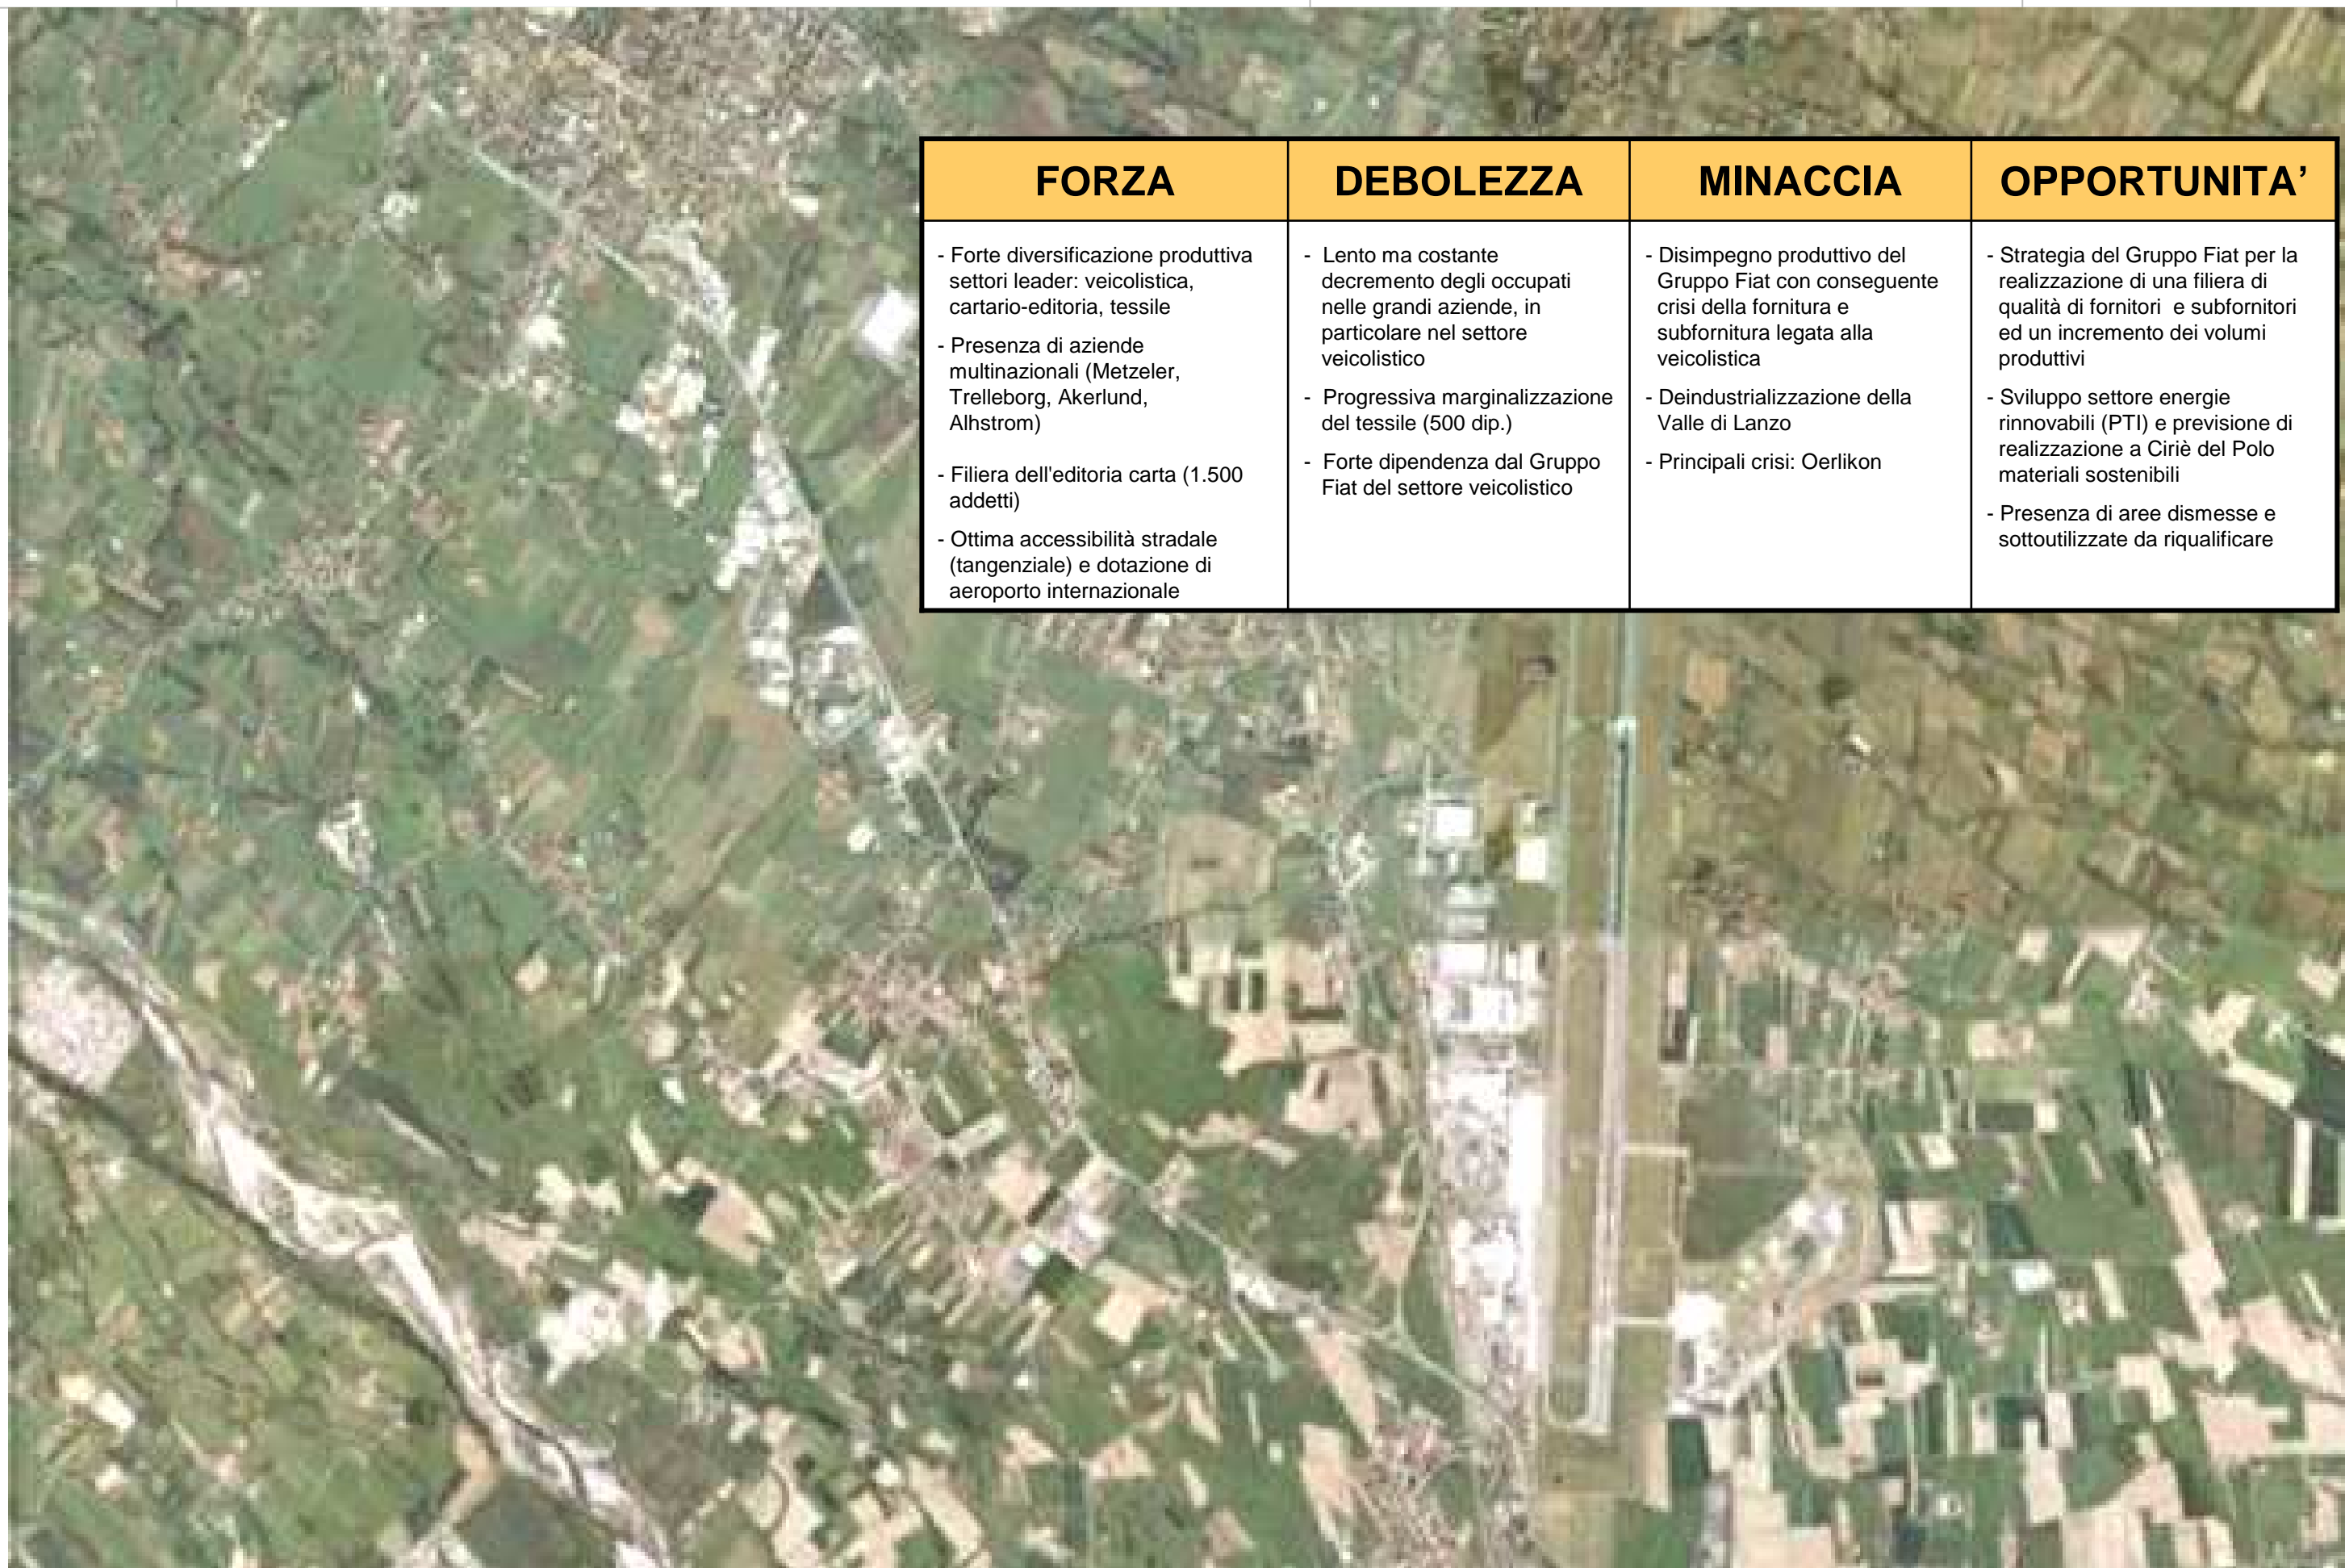 FORZA
DEBOLEZZA
MINACCIA
OPPORTUNITA’
- Forte diversificazione produttiva
settori leader: veicolistica,
cartario-editoria, tessile
- Presenza di aziende
multinazionali (Metzeler,
Trelleborg, Akerlund,
Alhstrom)
- Filiera dell'editoria carta (1.500
addetti)
- Ottima accessibilità stradale
(tangenziale) e dotazione di
aeroporto internazionale
- Lento ma costante
decremento degli occupati
nelle grandi aziende, in
particolare nel settore
veicolistico
- Progressiva marginalizzazione
del tessile (500 dip.)
- Forte dipendenza dal Gruppo
Fiat del settore veicolistico
- Disimpegno produttivo del
Gruppo Fiat con conseguente
crisi della fornitura e
subfornitura legata alla
veicolistica
- Deindustrializzazione della
Valle di Lanzo
- Principali crisi: Oerlikon
- Strategia del Gruppo Fiat per la
realizzazione di una filiera di
qualità di fornitori e subfornitori
ed un incremento dei volumi
produttivi
- Sviluppo settore energie
rinnovabili (PTI) e previsione di
realizzazione a Ciriè del Polo
materiali sostenibili
- Presenza di aree dismesse e
sottoutilizzate da riqualificare